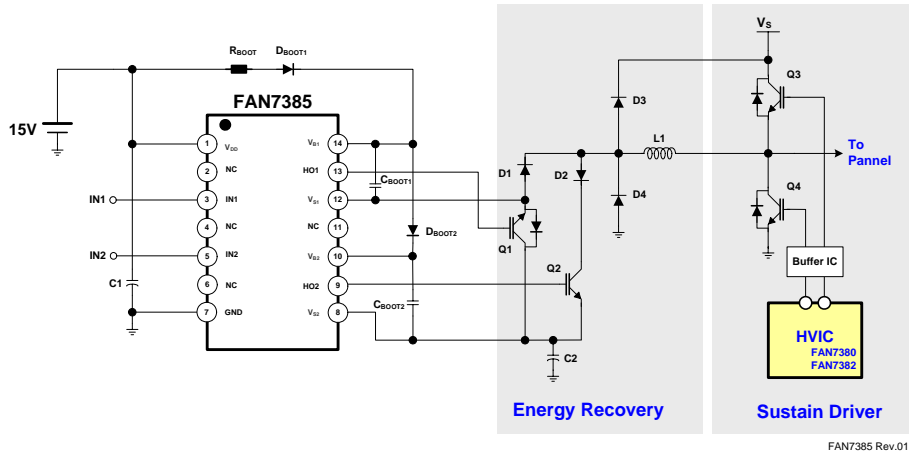 VS
RBOOT
DBOOT1
Q3
FAN7385
D3
15V
1
VDD
VB1
14
L1
To
Pannel
2
NC
HO1
13
CBOOT1
D1
D2
IN1
3
IN1
VS1
12
D4
Q4
4
NC
NC
11
DBOOT2
Q1
IN2
5
IN2
VB2
10
Q2
Buffer IC
C1
6
NC
HO2
9
CBOOT2
7
GND
VS2
8
HVIC
FAN7380
FAN7382
C2
Energy Recovery
Sustain Driver
FAN7385 Rev.01